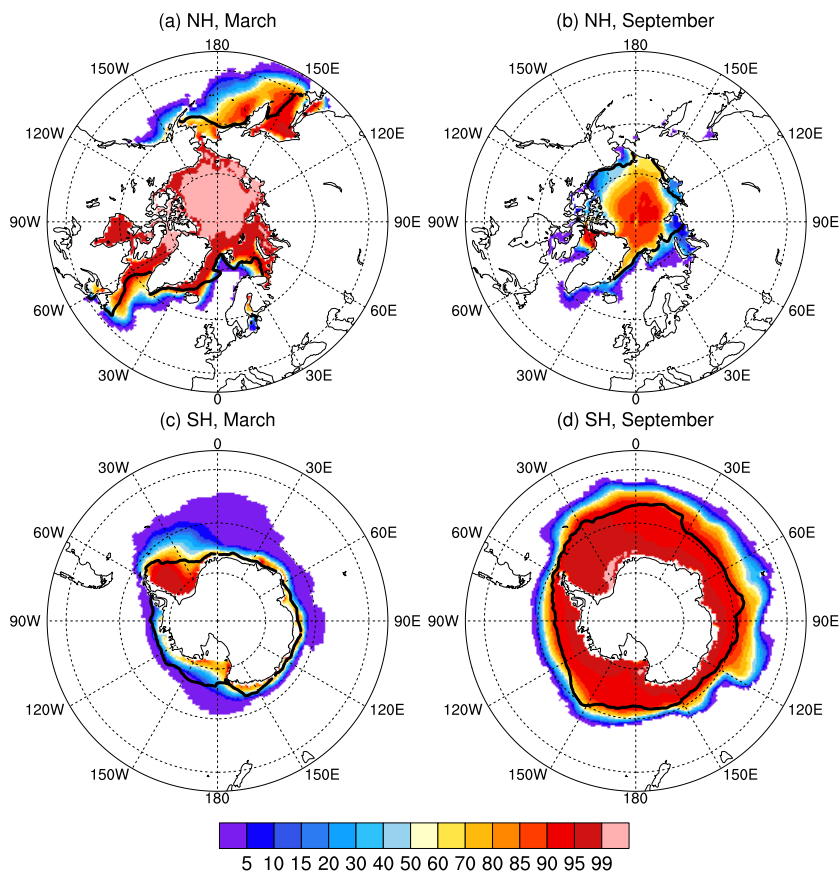 (a) NH, March
(b) NH, September
180
180
150W
150E
150W
150E
120W
120E
120W
120E
90W
90E
90W
90E
60W
60E
60W
60E
30W
30E
30W
30E
0
0
(c) SH, March
(d) SH, September
0
0
30W
30E
30W
30E
60W
60E
60W
60E
90W
90E
90W
90E
120W
120E
120W
120E
150W
150E
150W
150E
180
180
5 10 15 20 30 40 50 60 70 80 85 90 95 99